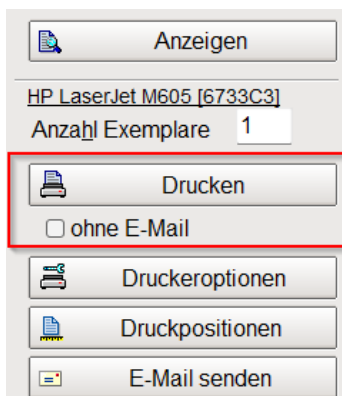 Anzeigen
HP LaserJet M605 [6733C3]
Anzahl Exemplare 1
Drucken
ohne E-Mail
Druckeroptionen
Druckpositionen
E-Mail senden